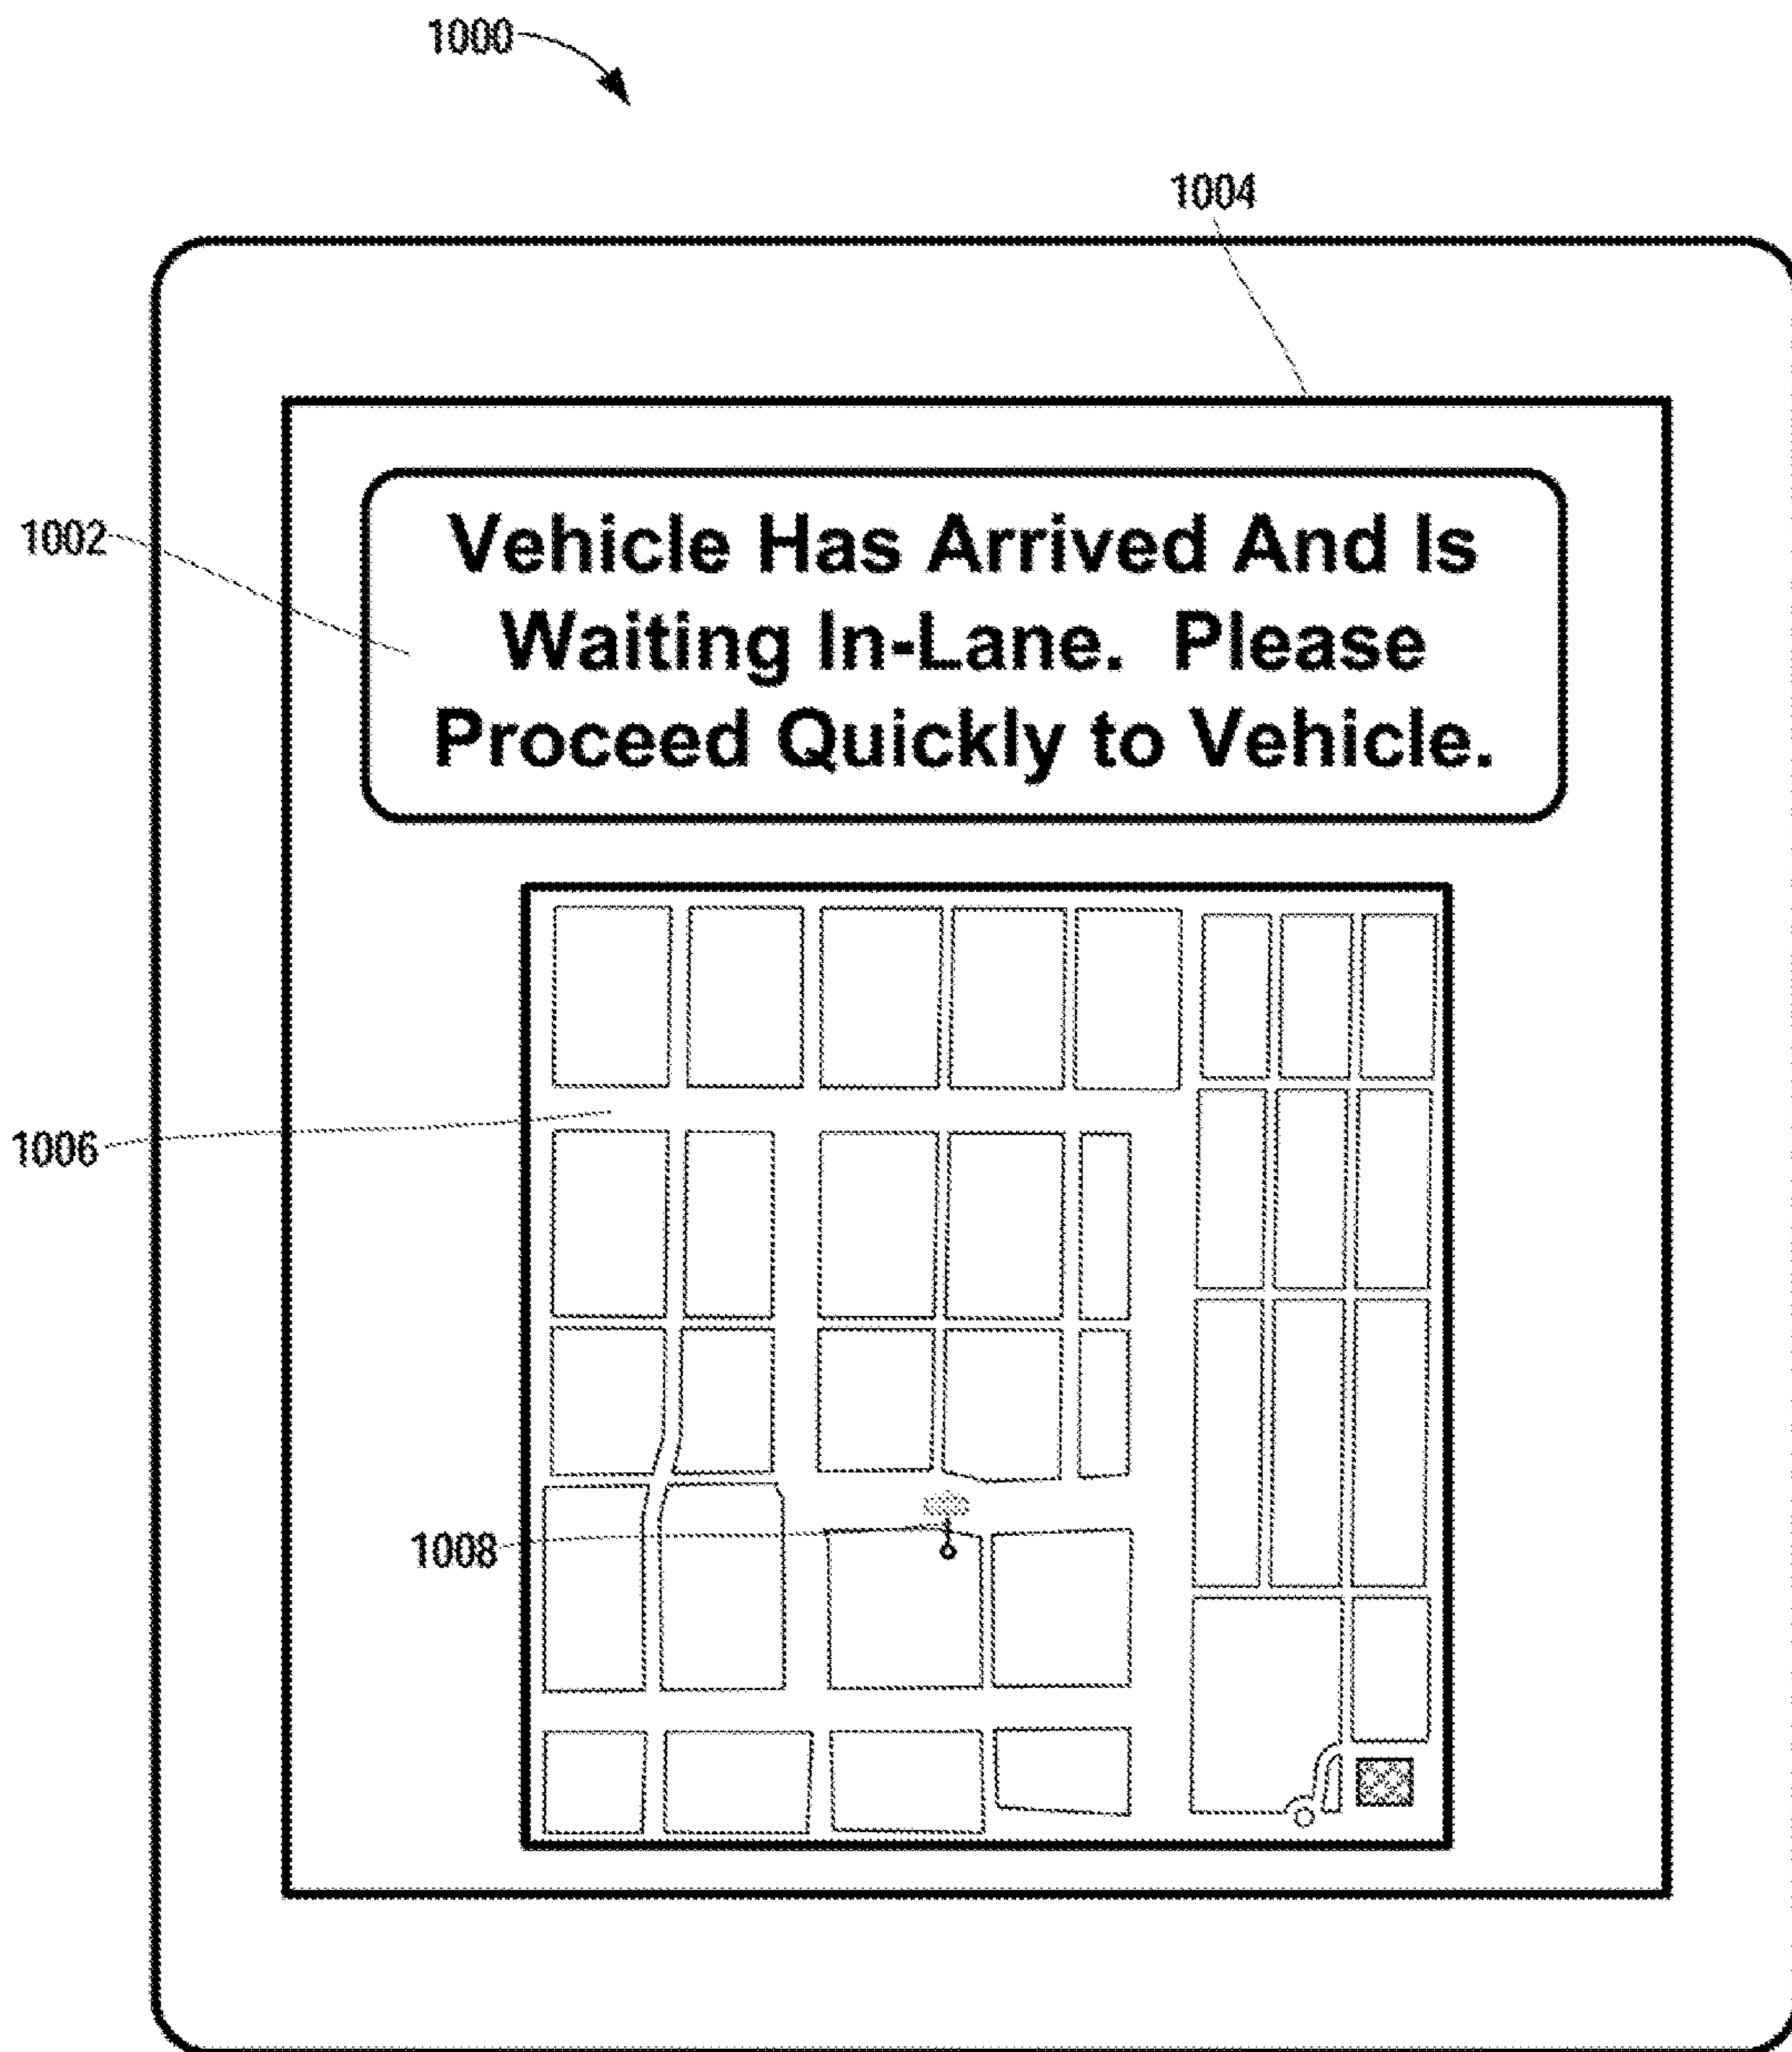 1000
1004
1002
Vehicle Has Arrived And Is
Waiting In-Lane.  Please
Proceed Quickly to Vehicle.
1006
1008